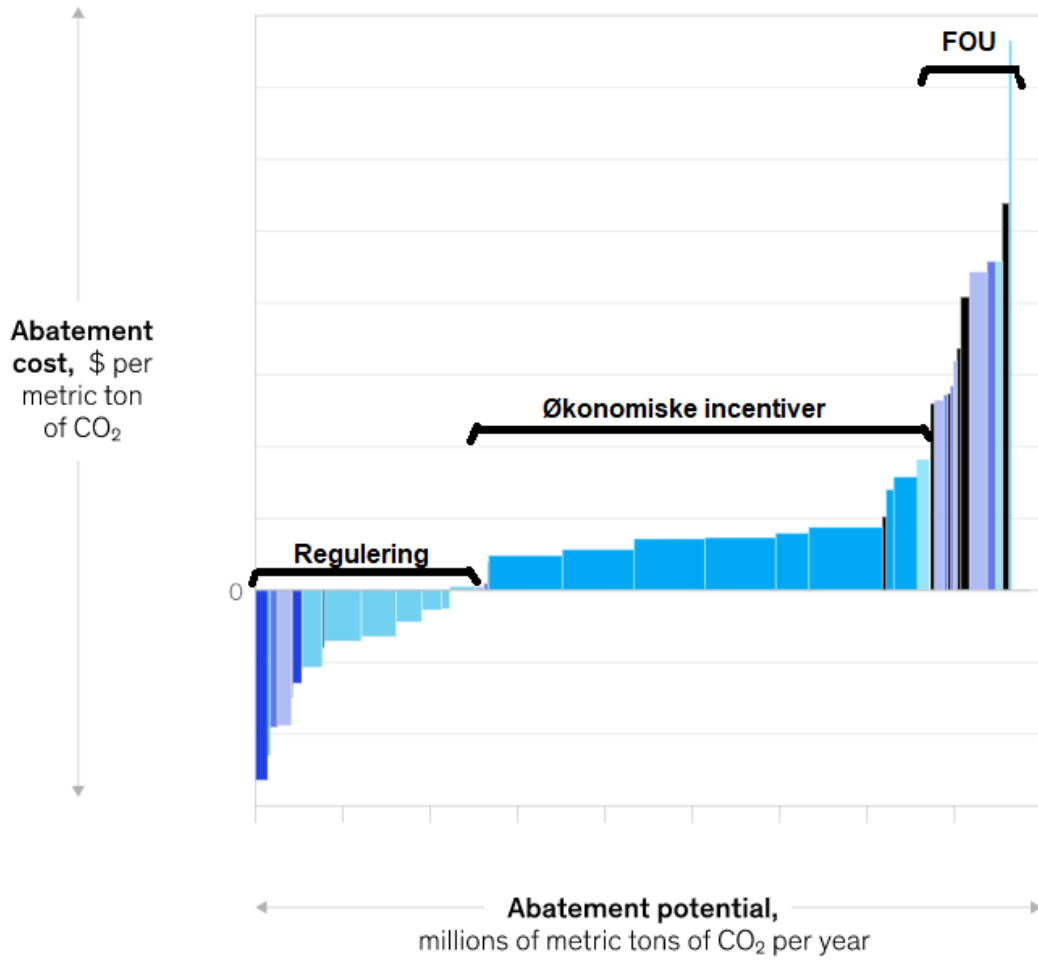 FOU
Abatement
cost, $ per
metric ton
of CO₂
Økonomiske incentiver
Regulering
0
Abatement potential,
millions of metric tons of CO₂ per year